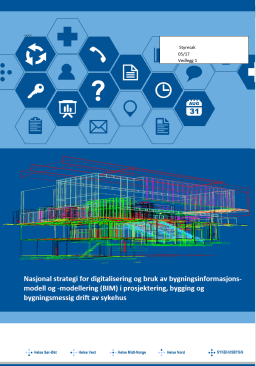 Styresak
05/17
Vedlegg 1
AUG
31
?
Nasjonal strategi for digitalisering og bruk av bygningsinformasjons-
modell og -modellering (BIM) i prosjektering, bygging og
bygningsmessig drift av sykehus
Helse Sør-Øst Helse Vest Helse Midt-Norge Helse Nord SYKEHUSBYGG